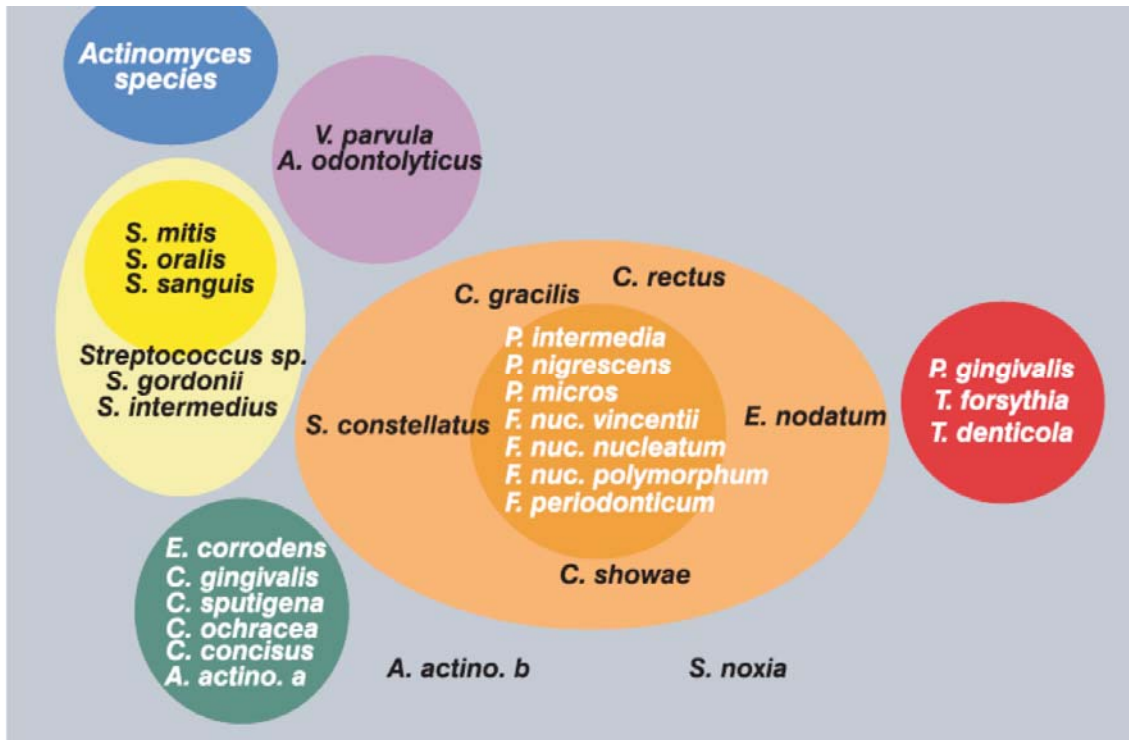 Actinomyces
species
V. parvula
A. odontolyticus
S. mitis
S. oralis
S. sanguis
Streptococcus sp.
S. gordonii
S. intermedius
C. gracilis
C. rectus
P. intermedia
P. nigrescens
P. micros
F. nuc. vincentii
F. nuc. nucleatum
F. nuc. polymorphum
F. periodonticum
S. constellatus
E. nodatum
C. showae
P. gingivalis
T. forsythia
T. denticola
E. corrodens
C. gingivalis
C. sputigena
C. ochracea
C. concisus
A. actino. a
A. actino. b
S. noxia